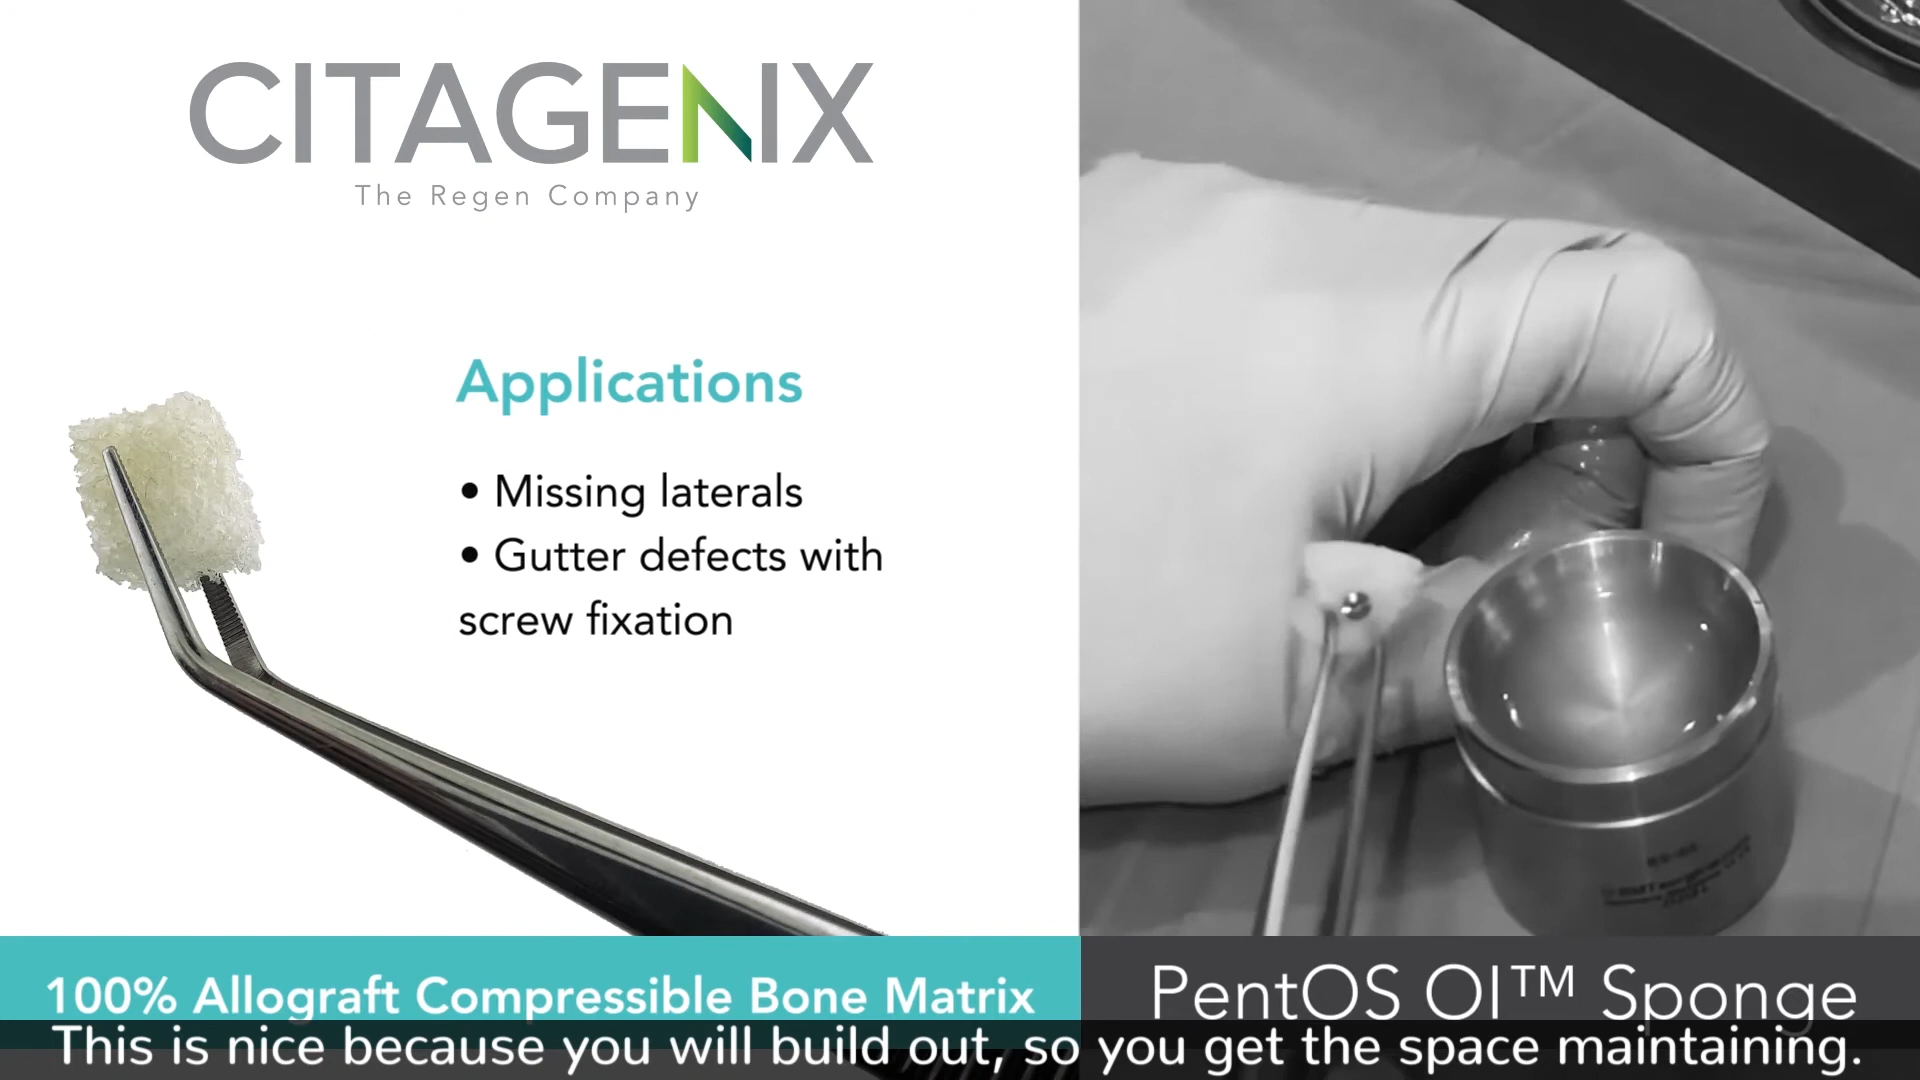 CITAGENIX
The Regen Company
Applications
• Missing laterals
• Gutter defects with
screw fixation
100% Allograft Compressible Bone Matrix
PentOS OI™ Sponge
This is nice because you will build out, so you get the space maintaining.